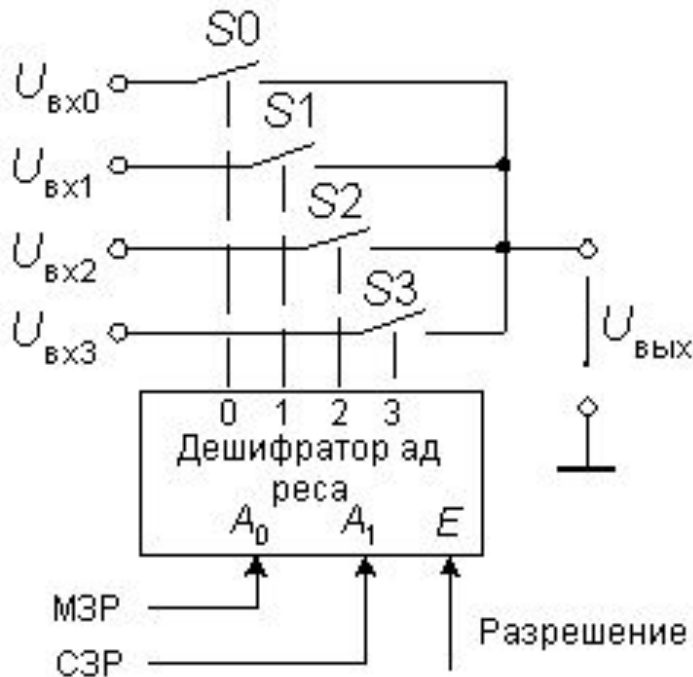 S0
Uвх0
S1
Uвх1
S2
Uвх2
S3
Uвх3
Uвых
0 1 2 3
Дешифратор ад
реса
A0 A1 E
МЗР
Разрешение
СЗР